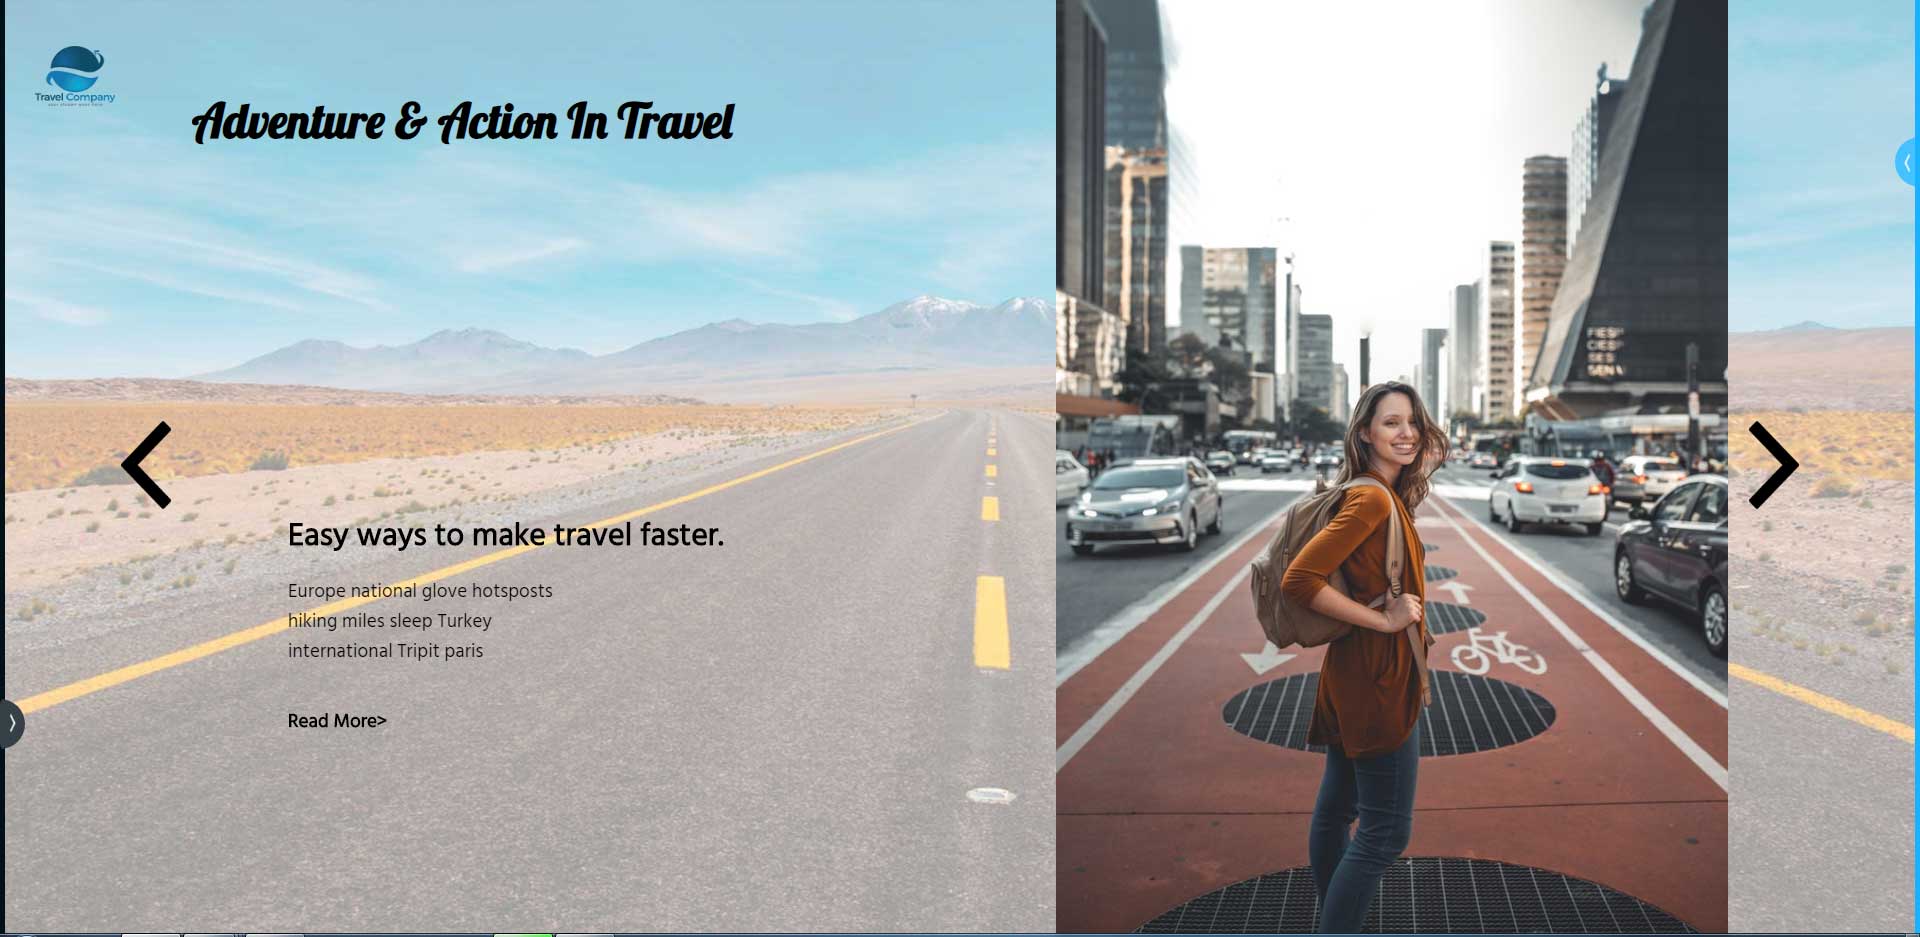 Travel Company
Adventure & Action In Travel
Easy ways to make travel faster.
Europe national glove hotsposts
hiking miles sleep Turkey
international Tripit paris
Read More>